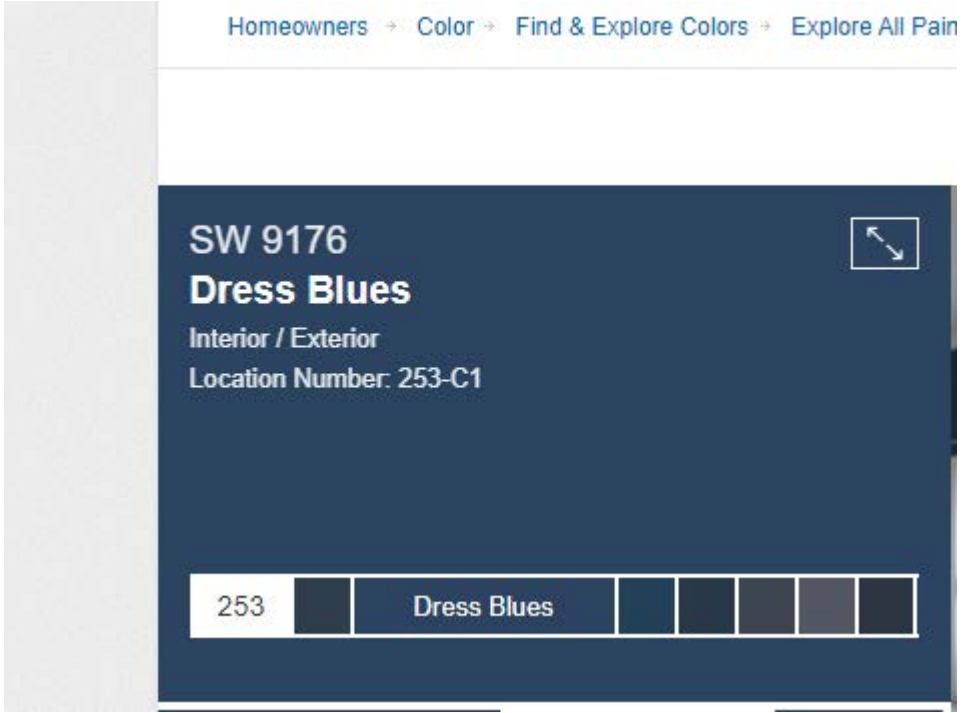 Homeowners → Color → Find & Explore Colors → Explore All Pain
SW 9176
Dress Blues
Interior / Exterior
Location Number: 253-C1
253 Dress Blues